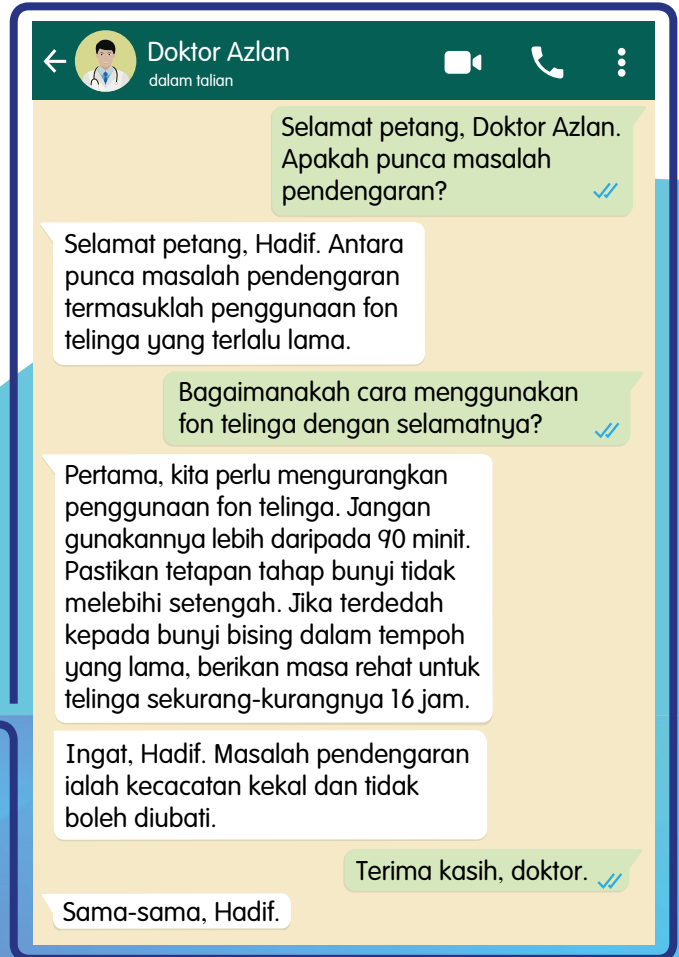 Doktor Azlan
dalam talian
Selamat petang, Doktor Azlan.
Apakah punca masalah
pendengaran?
Selamat petang, Hadif. Antara
punca masalah pendengaran
termasuklah penggunaan fon
telinga yang terlalu lama.
Bagaimanakah cara menggunakan
fon telinga dengan selamatnya?
Pertama, kita perlu mengurangkan
penggunaan fon telinga. Jangan
gunakannya lebih daripada 90 minit.
Pastikan tetapan tahap bunyi tidak
melebihi setengah. Jika terdedah
kepada bunyi bising dalam tempoh
yang lama, berikan masa rehat untuk
telinga sekurang-kurangnya 16 jam.
Ingat, Hadif. Masalah pendengaran
ialah kecacatan kekal dan tidak
boleh diubati.
Terima kasih, doktor.
Sama-sama, Hadif.